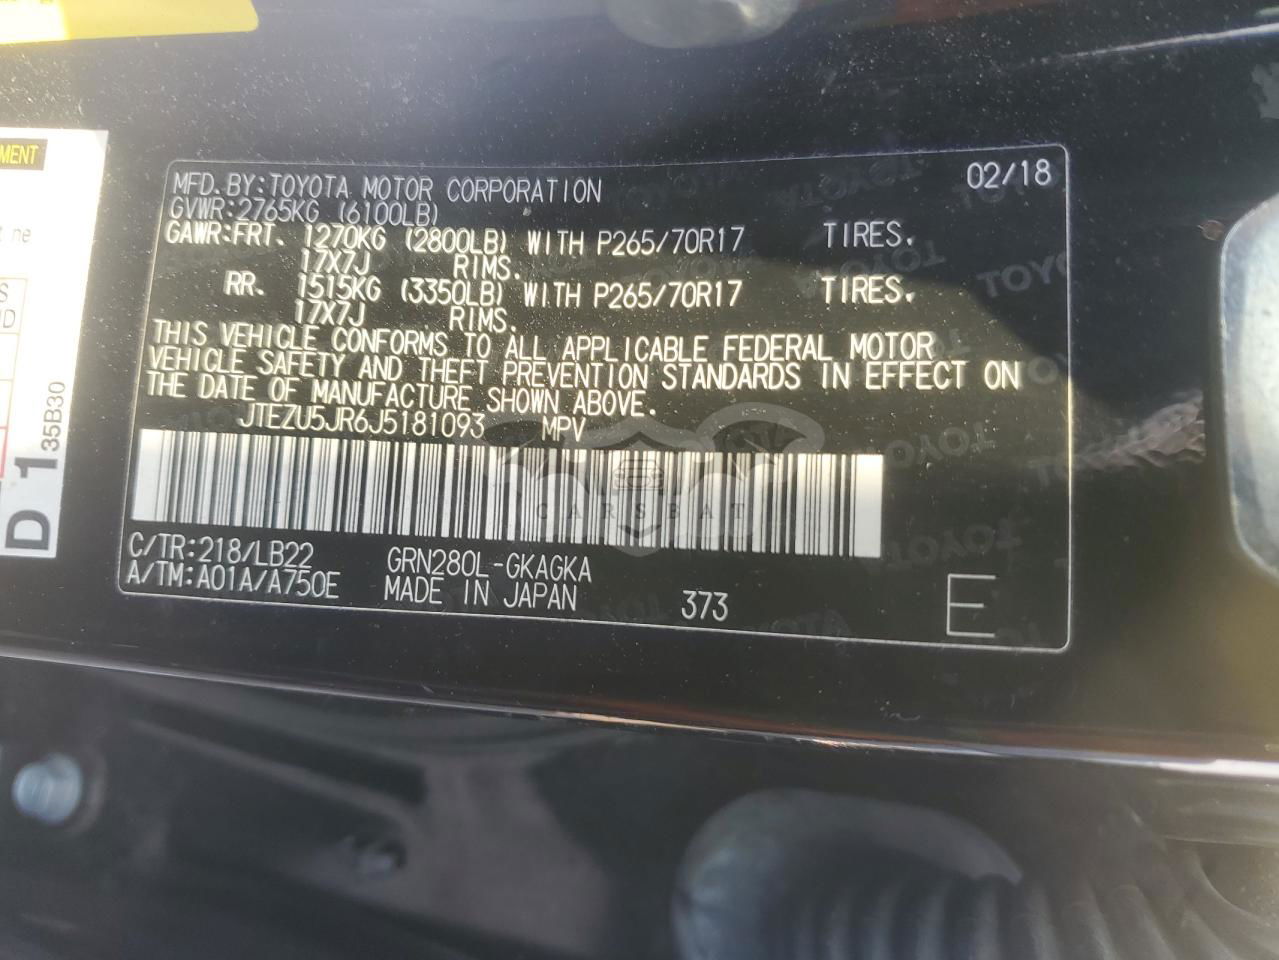 MFD.BY:TOYOTA MOTOR CORPORATION 02/18
GVWR:2765KG (6100LB)
GAWR:FRT. 1270KG (2800LB) WITH P265/70R17 TIRES.
17X7J RIMS.
RR. 1515KG (3350LB) WITH P265/70R17 TIRES.
17X7J RIMS.
THIS VEHICLE CONFORMS TO ALL APPLICABLE FEDERAL MOTOR
VEHICLE SAFETY AND THEFT PREVENTION STANDARDS IN EFFECT ON
THE DATE OF MANUFACTURE SHOWN ABOVE.
JTEZU5JR6J5181093 MPV
CARSBAT
C/TR:218/LB22 GRN280L-GKAGKA
A/TM:A01A/A750E MADE IN JAPAN 373 E
D 1 35B30